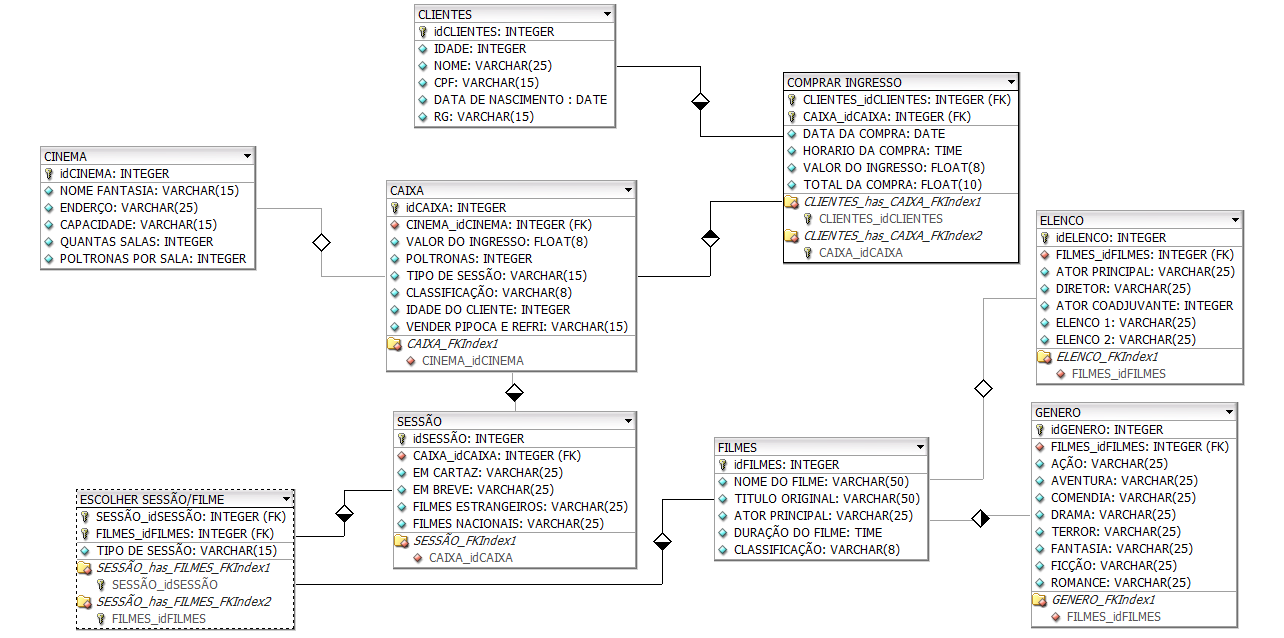 CLIENTES
idCLIENTES: INTEGER
IDADE: INTEGER
NOME: VARCHAR(25)
CPF: VARCHAR(15)
DATA DE NASCIMENTO : DATE
RG: VARCHAR(15)
COMPRAR INGRESSO
CLIENTES_idCLIENTES: INTEGER (FK)
CAIXA_idCAIXA: INTEGER (FK)
DATA DA COMPRA: DATE
HORARIO DA COMPRA: TIME
VALOR DO INGRESSO: FLOAT(8)
TOTAL DA COMPRA: FLOAT(10)
CLIENTES_has_CAIXA_FKIndex1
CLIENTES_idCLIENTES
CLIENTES_has_CAIXA_FKIndex2
CAIXA_idCAIXA
CINEMA
idCINEMA: INTEGER
NOME FANTASIA: VARCHAR(15)
ENDERÇO: VARCHAR(25)
CAPACIDADE: VARCHAR(15)
QUANTAS SALAS: INTEGER
POLTRONAS POR SALA: INTEGER
CAIXA
idCAIXA: INTEGER
CINEMA_idCINEMA: INTEGER (FK)
VALOR DO INGRESSO: FLOAT(8)
POLTRONAS: INTEGER
TIPO DE SESSÃO: VARCHAR(15)
CLASSIFICAÇÃO: VARCHAR(8)
IDADE DO CLIENTE: INTEGER
VENDER PIPOCA E REFRI: VARCHAR(15)
CAIXA_FKIndex1
CINEMA_idCINEMA
ELENCO
idELENCO: INTEGER
FILMES_idFILMES: INTEGER (FK)
ATOR PRINCIPAL: VARCHAR(25)
DIRETOR: VARCHAR(25)
ATOR COADJUVANTE: INTEGER
ELENCO 1: VARCHAR(25)
ELENCO 2: VARCHAR(25)
ELENCO_FKIndex1
FILMES_idFILMES
SESSÃO
idSESSÃO: INTEGER
CAIXA_idCAIXA: INTEGER (FK)
EM CARTAZ: VARCHAR(25)
EM BREVE: VARCHAR(25)
FILMES ESTRANGEIROS: VARCHAR(25)
FILMES NACIONAIS: VARCHAR(25)
SESSÃO_FKIndex1
CAIXA_idCAIXA
FILMES
idFILMES: INTEGER
NOME DO FILME: VARCHAR(50)
TITULO ORIGINAL: VARCHAR(50)
ATOR PRINCIPAL: VARCHAR(25)
DURAÇÃO DO FILME: TIME
CLASSIFICAÇÃO: VARCHAR(8)
GENERO
idGENERO: INTEGER
FILMES_idFILMES: INTEGER (FK)
AÇÃO: VARCHAR(25)
AVENTURA: VARCHAR(25)
COMENDIA: VARCHAR(25)
DRAMA: VARCHAR(25)
TERROR: VARCHAR(25)
FANTASIA: VARCHAR(25)
FICÇÃO: VARCHAR(25)
ROMANCE: VARCHAR(25)
GENERO_FKIndex1
FILMES_idFILMES
ESCOLHER SESSÃO/FILME
SESSÃO_idSESSÃO: INTEGER (FK)
FILMES_idFILMES: INTEGER (FK)
TIPO DE SESSÃO: VARCHAR(15)
SESSÃO_has_FILMES_FKIndex1
SESSÃO_idSESSÃO
SESSÃO_has_FILMES_FKIndex2
FILMES_idFILMES